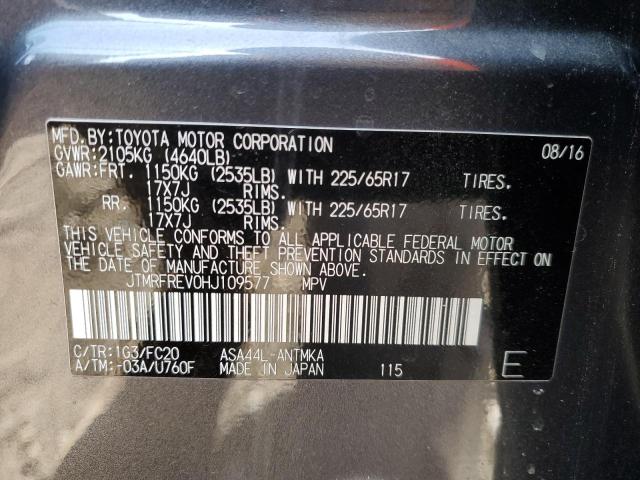 MFD.BY:TOYOTA MOTOR CORPORATION 08/16
GVWR:2105KG (4640LB)
GAWR:FRT. 1150KG (2535LB) WITH 225/65R17 TIRES.
17X7J RIMS.
RR. 1150KG (2535LB) WITH 225/65R17 TIRES.
17X7J RIMS.
THIS VEHICLE CONFORMS TO ALL APPLICABLE FEDERAL MOTOR
VEHICLE SAFETY AND THEFT PREVENTION STANDARDS IN EFFECT ON
THE DATE OF MANUFACTURE SHOWN ABOVE.
JTMRFREV0HJ109577 MPV
C/TR:1G3/FC20 ASA44L-ANTMKA
A/TM:-03A/U760F MADE IN JAPAN 115 E